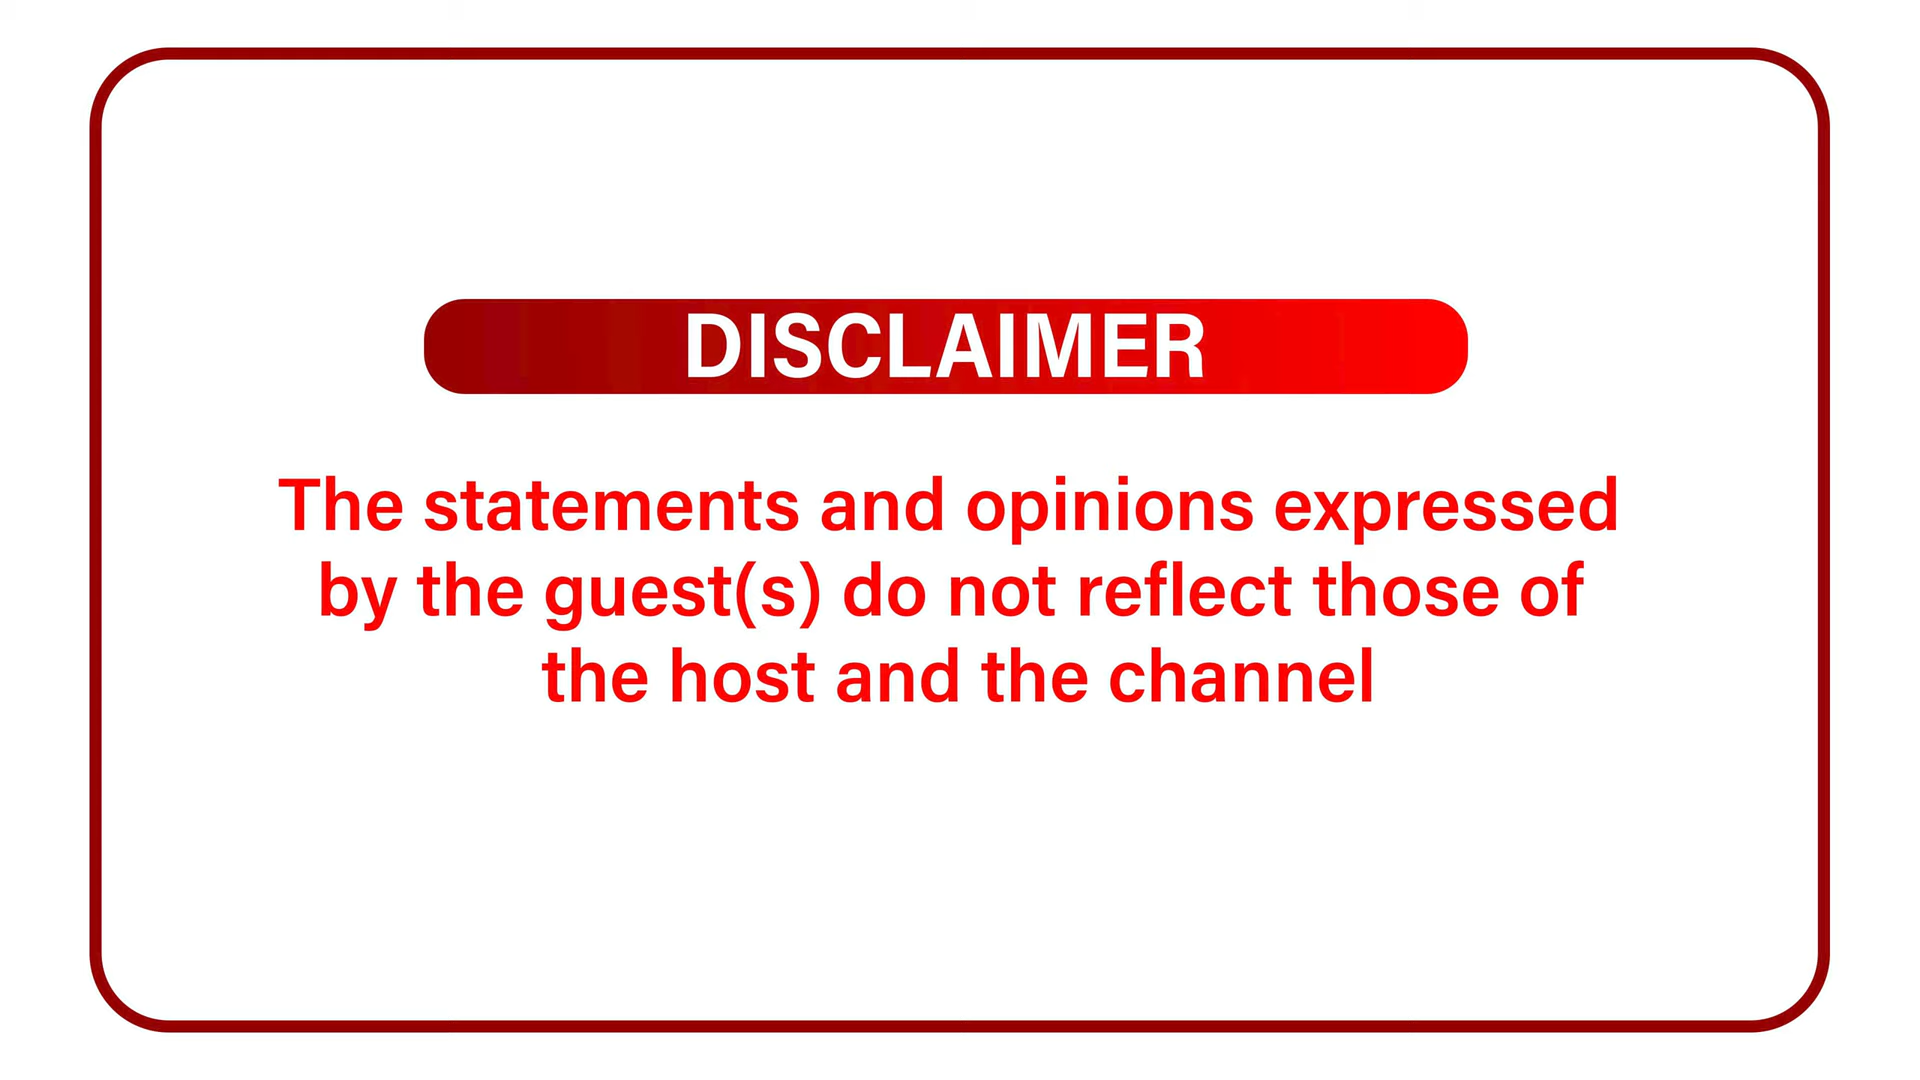 DISCLAIMER
The statements and opinions expressed
by the guest(s) do not reflect those of
the host and the channel